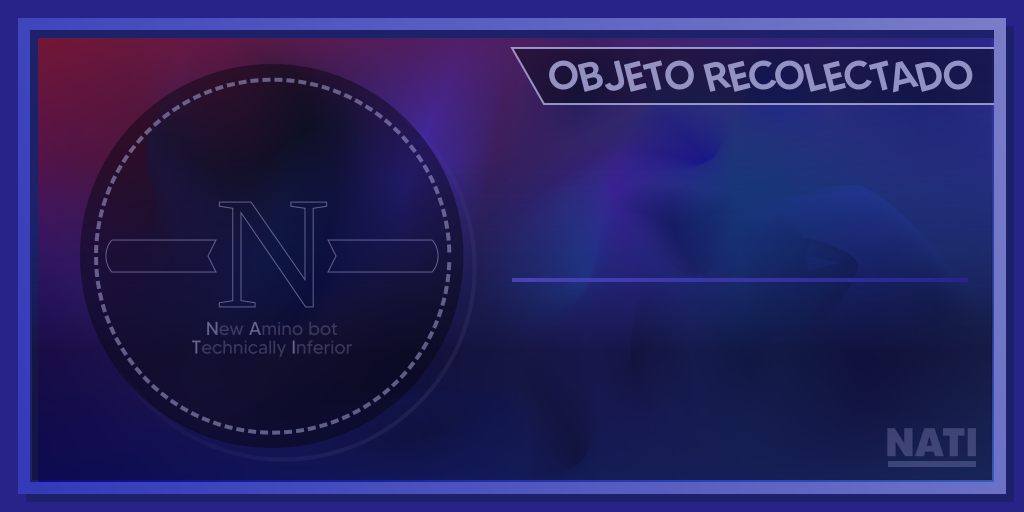 OBJETO RECOLECTADO
N
New Amino bot
Technically Inferior
NATI